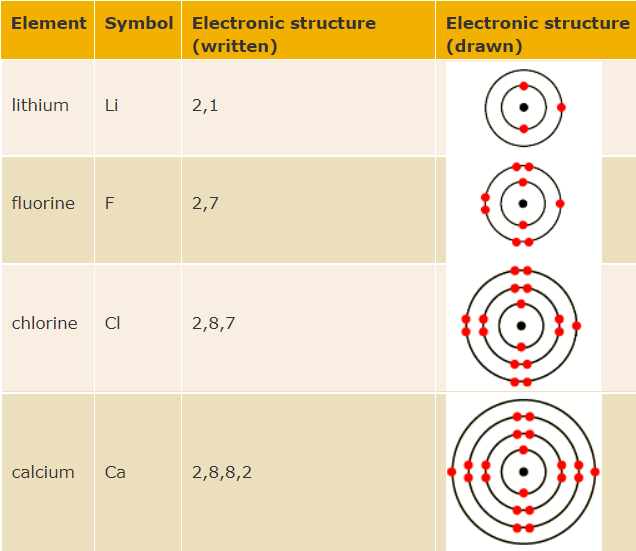 Element Symbol Electronic structure (written) Electronic structure (drawn)
lithium Li 2,1
fluorine F 2,7
chlorine Cl 2,8,7
calcium Ca 2,8,8,2